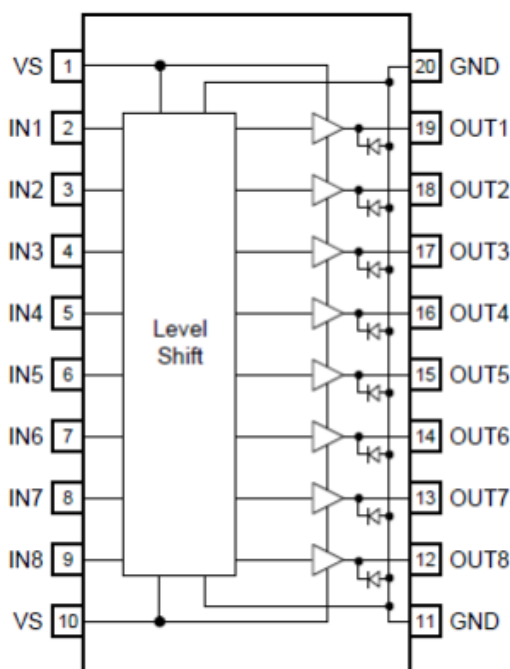 VS 1 20 GND
IN1 2 19 OUT1
IN2 3 18 OUT2
IN3 4 17 OUT3
IN4 5 16 OUT4
Level
Shift
IN5 6 15 OUT5
IN6 7 14 OUT6
IN7 8 13 OUT7
IN8 9 12 OUT8
VS 10 11 GND